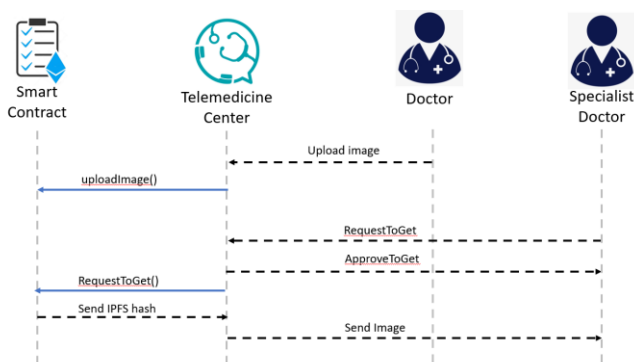 Smart
Contract
Telemedicine
Center
Doctor
Specialist
Doctor
Upload image
uploadImage()
RequestToGet
ApproveToGet
RequestToGet()
Send IPFS hash
Send Image